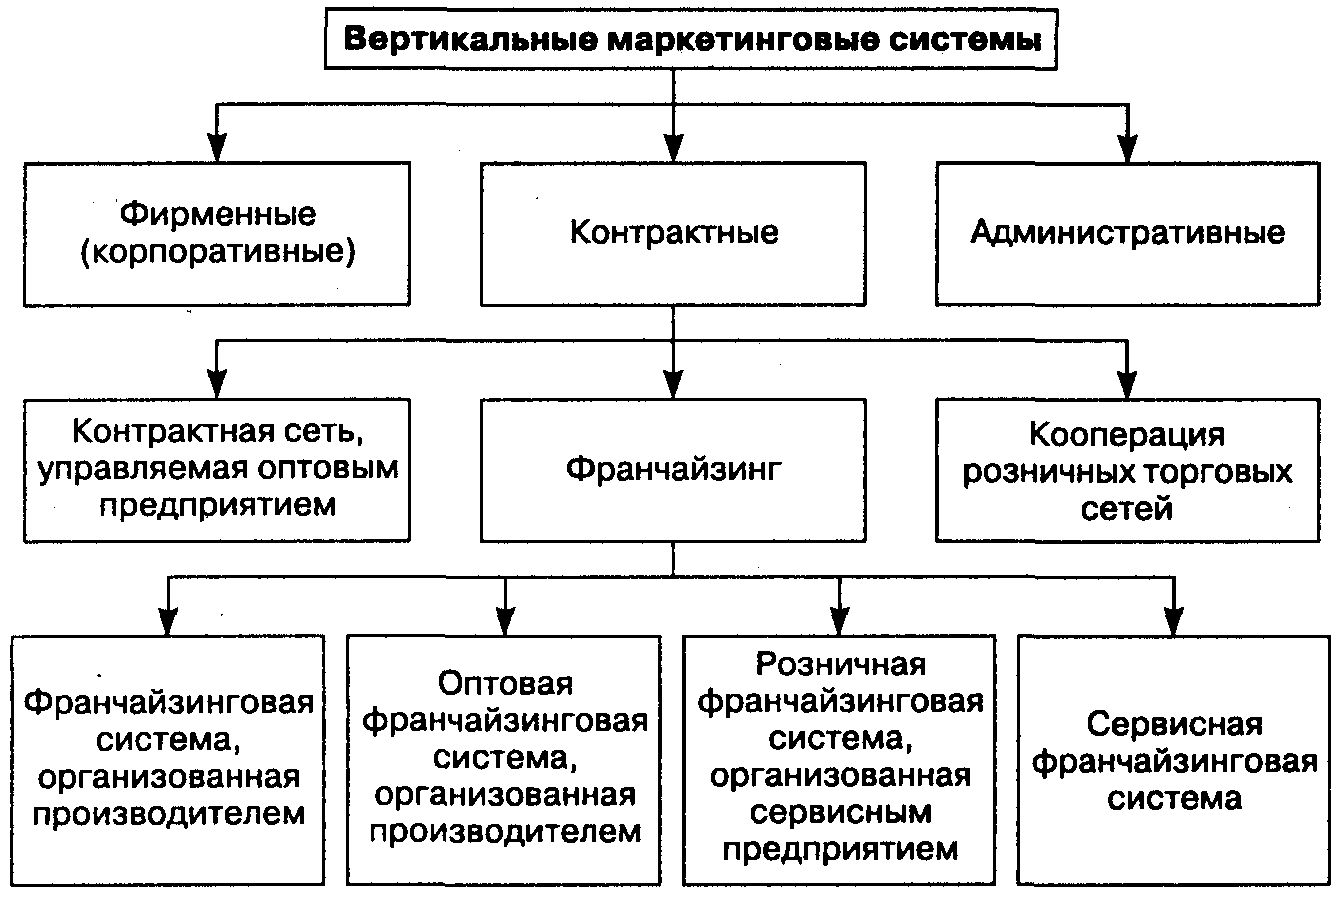 Вертикальные маркетинговые системы
Фирменные
(корпоративные)
Контрактные
Административные
Контрактная сеть,
управляемая оптовым
предприятием
Франчайзинг
Кооперация
розничных торговых
сетей
Франчайзинговая
система,
организованная
производителем
Оптовая
франчайзинговая
система,
организованная
производителем
Розничная
франчайзинговая
система,
организованная
сервисным
предприятием
Сервисная
франчайзинговая
система